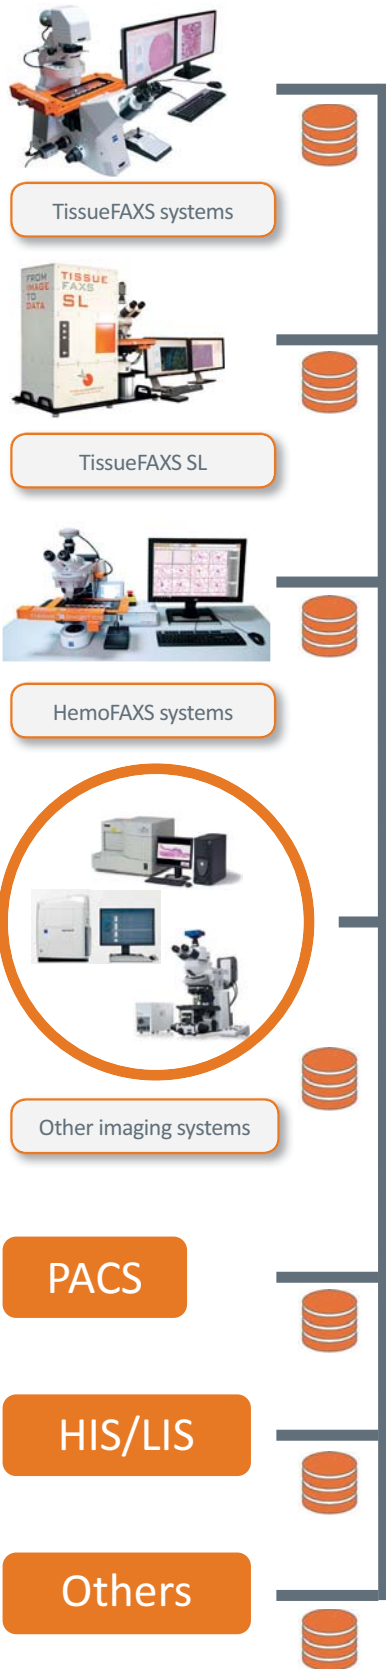 TissueFAXS systems
FROM
IMAGE
TO
DATA
TISSUE
FAXS
SL
TissueFAXS SL
HemoFAXS systems
Other imaging systems
PACS
HIS/LIS
Others